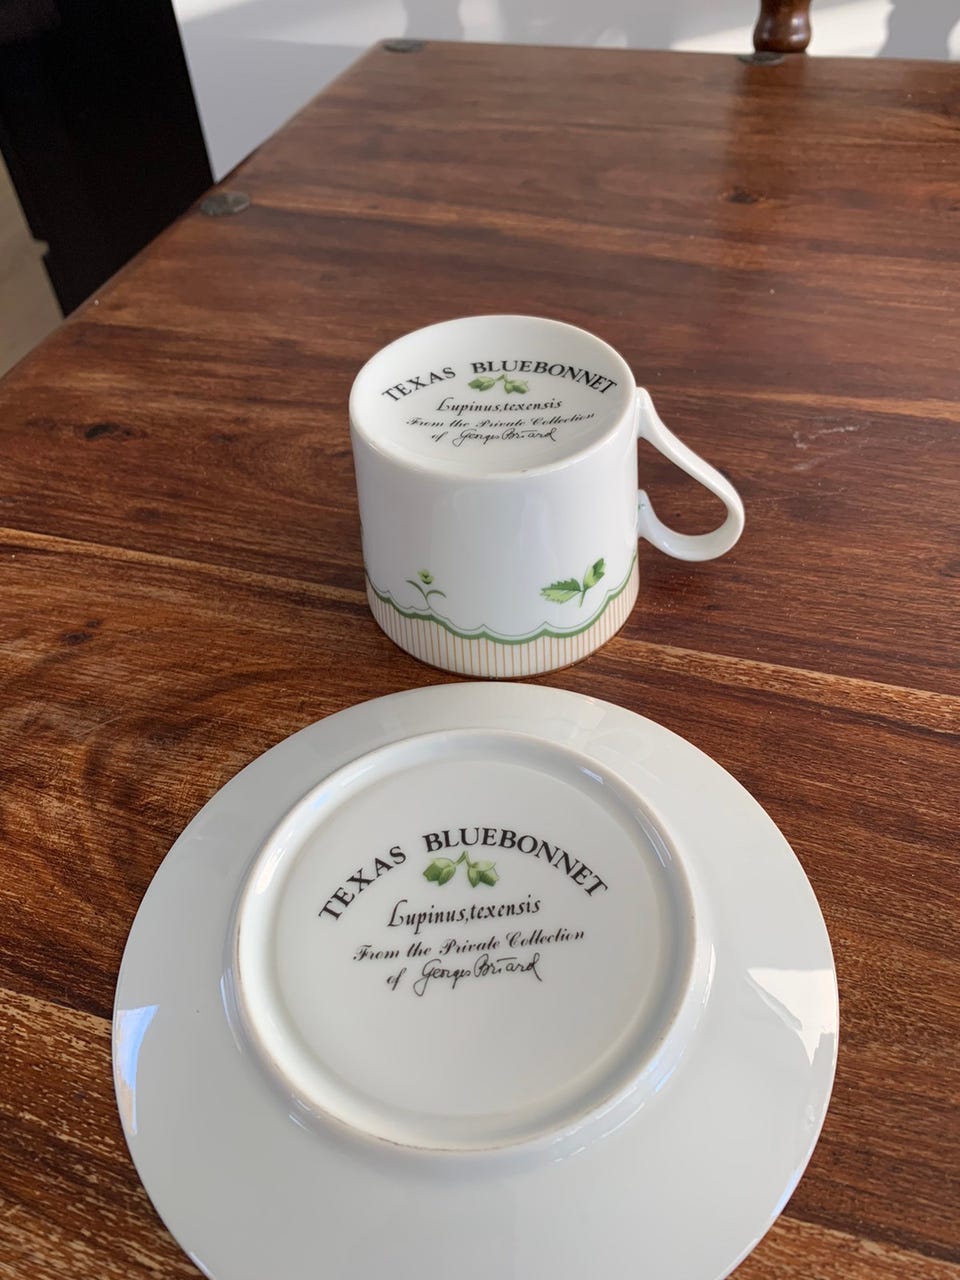 TEXAS BLUEBONNET
Lupinus,texensis
From the Private Collection
of Georges Briard
TEXAS BLUEBONNET
Lupinus,texensis
From the Private Collection
of Georges Briard